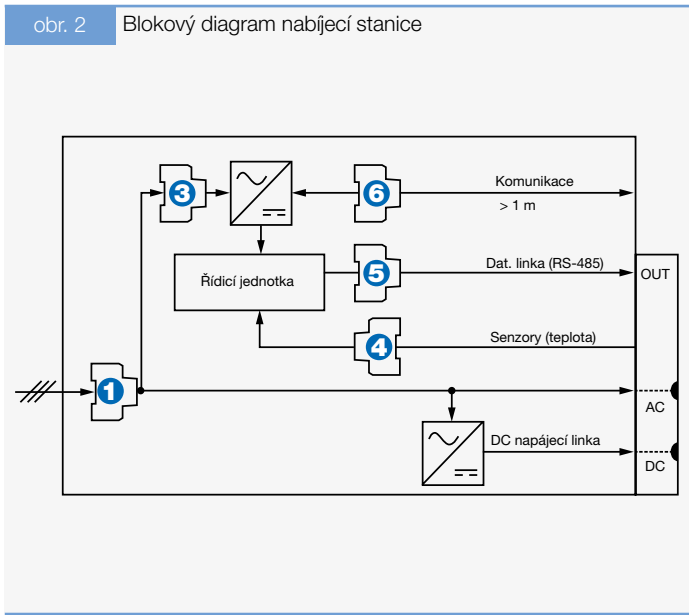 obr. 2
Blokový diagram nabíjecí stanice
3
6
Komunikace
> 1 m
Řídicí jednotka
5
Dat. linka (RS-485)
OUT
4
Senzory (teplota)
1
AC
DC napájecí linka
DC